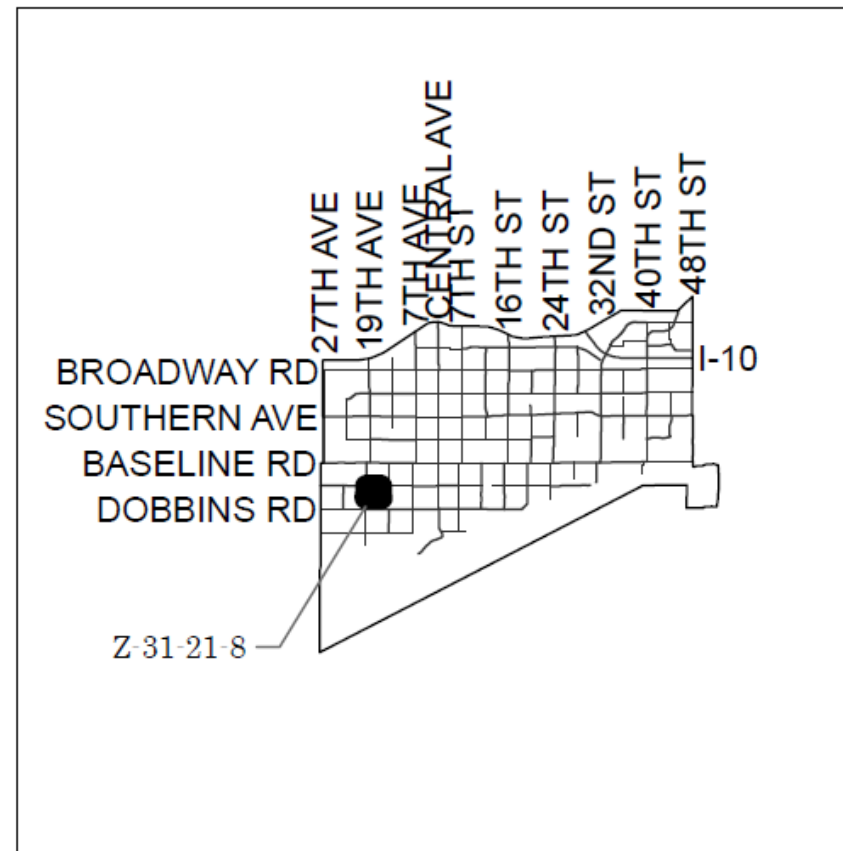 27TH AVE
19TH AVE
7TH AVE
CENTRAL AVE
7TH ST
16TH ST
24TH ST
32ND ST
40TH ST
48TH ST
I-10
BROADWAY RD
SOUTHERN AVE
BASELINE RD
DOBBINS RD
Z-31-21-8